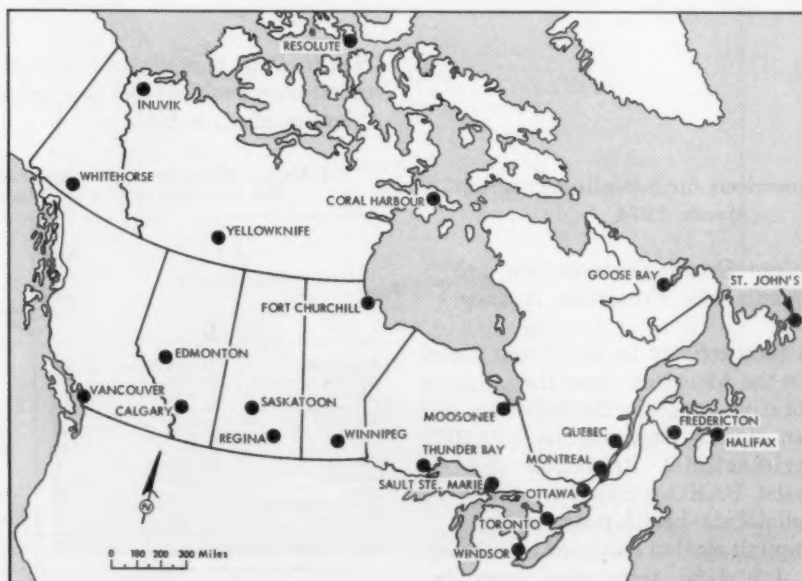 RESOLUTE
INUVIK
WHITEHORSE
CORAL HARBOUR
YELLOWKNIFE
GOOSE BAY
ST. JOHN'S
FORT CHURCHILL
EDMONTON
VANCOUVER
CALGARY
SASKATOON
REGINA
WINNIPEG
MOOSONEE
THUNDER BAY
SAULT STE. MARIE
QUEBEC
MONTREAL
OTTAWA
FREDERICTON
HALIFAX
TORONTO
WINDSOR
N
0 100 200 300 Miles